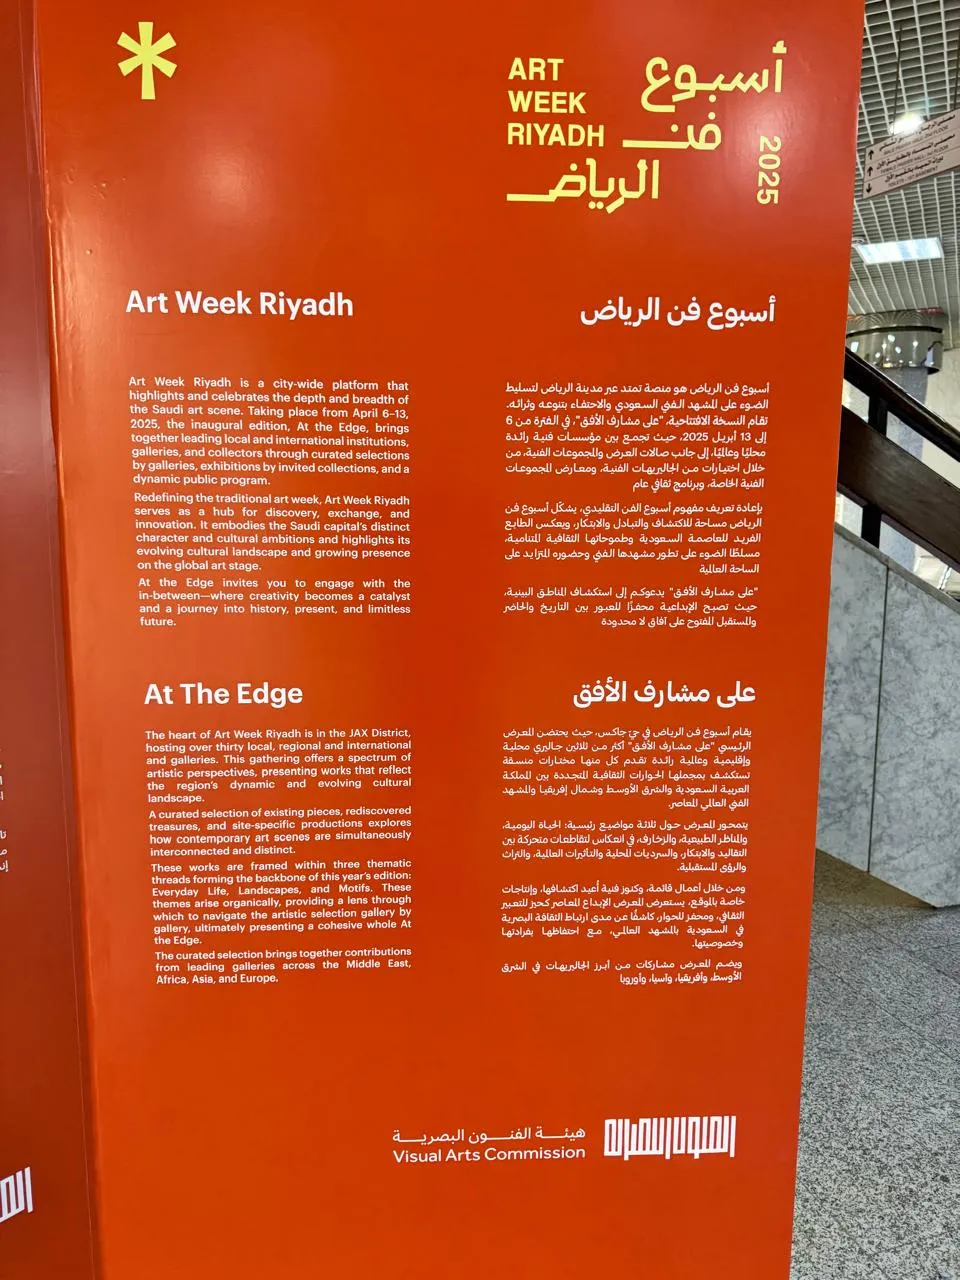 ART
WEEK
RIYADH
أسبوع
فن
الرياض
2025
Art Week Riyadh
Art Week Riyadh is a city-wide platform that
highlights and celebrates the depth and breadth of
the Saudi art scene. Taking place from April 6–13,
2025, the inaugural edition, At the Edge, brings
together leading local and international institutions,
galleries, and collectors through curated selections
by galleries, exhibitions by invited collections, and a
dynamic public program.
Redefining the traditional art week, Art Week Riyadh
serves as a hub for discovery, exchange, and
innovation. It embodies the Saudi capital's distinct
character and cultural ambitions and highlights its
evolving cultural landscape and growing presence
on the global art stage.
At the Edge invites you to engage with the
in-between—where creativity becomes a catalyst
and a journey into history, present, and limitless
future.
أسبوع فن الرياض
أسبوع فن الرياض هو منصة تمتد عبر مدينة الرياض لتسليط
الضوء على المشهد الفني السعودي والاحتفاء بتنوعه وثرائه.
تقام النسخة الافتتاحية، "على مشارف الأفق"، في الفترة من 6
إلى 13 أبريل 2025، حيث تجمع بين مؤسسات فنية رائدة
محليًا وعالميًا، إلى جانب صالات العرض والمجموعات الفنية، من
خلال اختيارات من الجاليريهات الفنية، ومعارض المجموعات
الفنية الخاصة، وبرنامج ثقافي عام
بإعادة تعريف مفهوم أسبوع الفن التقليدي، يشكّل أسبوع فن
الرياض مساحة للاكتشاف والتبادل والابتكار، ويعكس الطابع
الفريد للعاصمة السعودية وطموحاتها الثقافية المتنامية،
مسلطًا الضوء على تطور مشهدها الفني وحضوره المتزايد على
الساحة العالمية
"على مشارف الأفق" يدعوكم إلى استكشاف المناطق البينية،
حيث تصبح الإبداعية محفزًا للعبور بين التاريخ والحاضر
والمستقبل المفتوح على آفاق لا محدودة
At The Edge
The heart of Art Week Riyadh is in the JAX District,
hosting over thirty local, regional and international
and galleries. This gathering offers a spectrum of
artistic perspectives, presenting works that reflect
the region's dynamic and evolving cultural
landscape.
A curated selection of existing pieces, rediscovered
treasures, and site-specific productions explores
how contemporary art scenes are simultaneously
interconnected and distinct.
These works are framed within three thematic
threads forming the backbone of this year's edition:
Everyday Life, Landscapes, and Motifs. These
themes arise organically, providing a lens through
which to navigate the artistic selection gallery by
gallery, ultimately presenting a cohesive whole At
the Edge.
The curated selection brings together contributions
from leading galleries across the Middle East,
Africa, Asia, and Europe.
على مشارف الأفق
يقام أسبوع فن الرياض في حيّ جاكس، حيث يحتضن المعرض
الرئيسي "على مشارف الأفق" أكثر من ثلاثين جاليري محلية
وإقليمية وعالمية رائدة تقدم كل منها مختارات منسقة
تستكشف بمجملها الحوارات الثقافية المتجددة بين المملكة
العربية السعودية والشرق الأوسط وشمال إفريقيا والمشهد
الفني العالمي المعاصر.
يتمحور المعرض حول ثلاثة مواضيع رئيسية: الحياة اليومية،
والمناظر الطبيعية، والزخارف، في انعكاس لتقاطعات متحركة بين
التقاليد والابتكار، والسرديات المحلية والتأثيرات العالمية، والتراث
والرؤى المستقبلية.
ومن خلال أعمال قائمة، وكنوز فنية أُعيد اكتشافها، وإنتاجات
خاصة بالموقع، يستعرض المعرض الإبداع المعاصر كحيز للتعبير
الثقافي، ومحفز للحوار، كاشفًا عن مدى ارتباط الثقافة البصرية
في السعودية بالمشهد العالمي، مع احتفاظها بفرادتها
وخصوصيتها.
ويضم المعرض مشاركات من أبرز الجاليريهات في الشرق
الأوسط، وأفريقيا، وآسيا، وأوروبا
هيئة الفنون البصرية
Visual Arts Commission